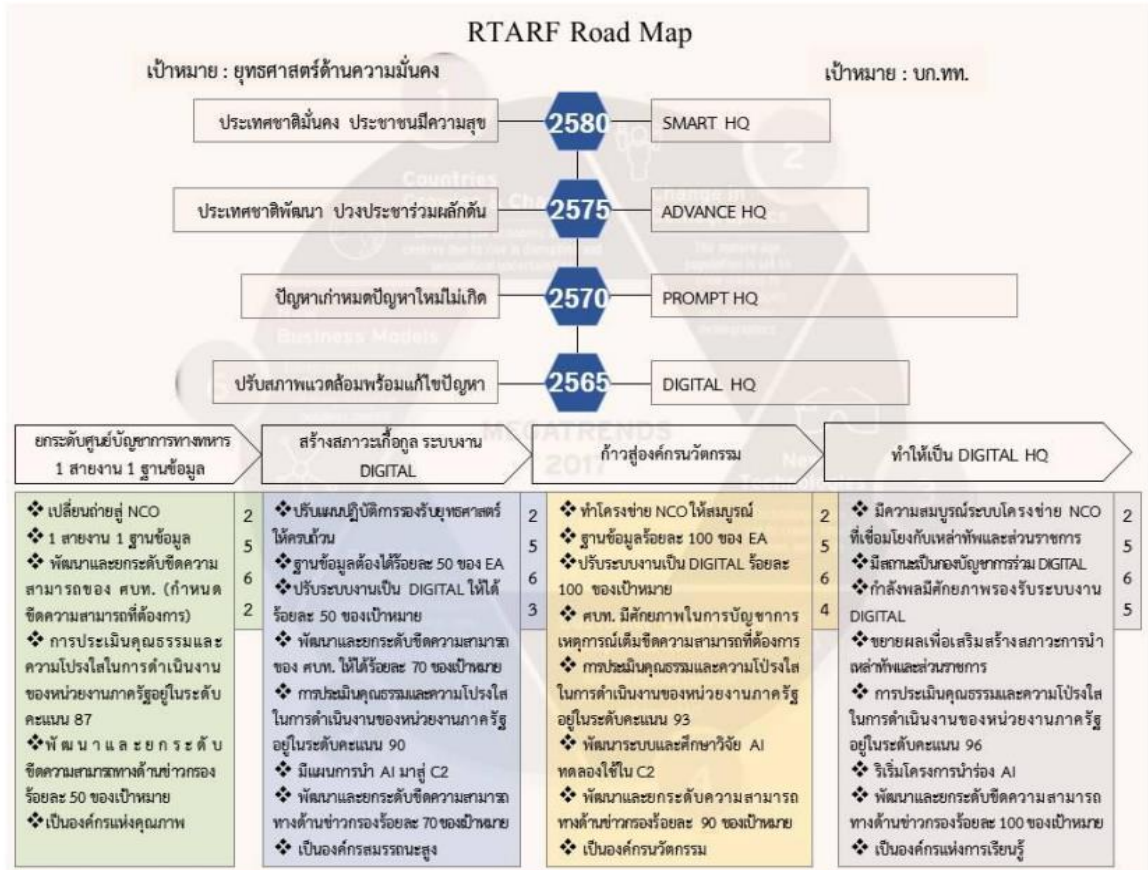 RTARF Road Map
เป้าหมาย : ยุทธศาสตร์ด้านความมั่นคง
เป้าหมาย : บก.ทท.
ประเทศชาติมั่นคง ประชาชนมีความสุข
2580
SMART HQ
ประเทศชาติพัฒนา ปวงประชาร่วมผลักดัน
2575
ADVANCE HQ
ปัญหาเก่าหมดปัญหาใหม่ไม่เกิด
2570
PROMPT HQ
ปรับสภาพแวดล้อมพร้อมแก้ไขปัญหา
2565
DIGITAL HQ
MEGATRENDS
2017
Countries
Business Models
ยกระดับศูนย์บัญชาการทางทหาร
1 สายงาน 1 ฐานข้อมูล
สร้างสภาวะเกื้อกูล ระบบงาน
DIGITAL
ก้าวสู่องค์กรนวัตกรรม
ทำให้เป็น DIGITAL HQ
❖ เปลี่ยนถ่ายสู่ NCO
❖ 1 สายงาน 1 ฐานข้อมูล
❖ พัฒนาและยกระดับขีดความ
สามารถของ ศบท. (กำหนด
ขีดความสามารถที่ต้องการ)
❖ การประเมินคุณธรรมและ
ความโปรงใสในการดำเนินงาน
ของหน่วยงานภาครัฐอยู่ในระดับ
คะแนน 87
❖พัฒนาและยกระดับ
ขีดความสามารถทางด้านข่าวกรอง
ร้อยละ 50 ของเป้าหมาย
❖เป็นองค์กรแห่งคุณภาพ
2
5
6
2
❖ปรับแผนปฏิบัติการรองรับยุทธศาสตร์
ให้ครบถ้วน
❖ฐานข้อมูลต้องได้ร้อยละ 50 ของ EA
❖ปรับระบบงานเป็น DIGITAL ให้ได้
ร้อยละ 50 ของเป้าหมาย
❖ พัฒนาและยกระดับขีดความสามารถ
ของ ศบท. ให้ได้ร้อยละ 70 ของเป้าหมาย
❖ การประเมินคุณธรรมและความโปรงใส
ในการดำเนินงานของหน่วยงานภาครัฐ
อยู่ในระดับคะแนน 90
❖ มีแผนการนำ AI มาสู่ C2
❖ พัฒนาและยกระดับขีดความสามารถ
ทางด้านข่าวกรองร้อยละ 70 ของเป้าหมาย
❖ เป็นองค์กรสมรรถนะสูง
2
5
6
3
❖ ทำโครงข่าย NCO ให้สมบูรณ์
❖ ฐานข้อมูลร้อยละ 100 ของ EA
❖ปรับระบบงานเป็น DIGITAL ร้อยละ
100 ของเป้าหมาย
❖ ศบท. มีศักยภาพในการบัญชาการ
เหตุการณ์เต็มขีดความสามารถที่ต้องการ
❖ การประเมินคุณธรรมและความโปรงใส
ในการดำเนินงานของหน่วยงานภาครัฐ
อยู่ในระดับคะแนน 93
❖ พัฒนาระบบและศึกษาวิจัย AI
ทดลองใช้ใน C2
❖ พัฒนาและยกระดับความสามารถ
ทางด้านข่าวกรองร้อยละ 90 ของเป้าหมาย
❖ เป็นองค์กรนวัตกรรม
2
5
6
4
❖ มีความสมบูรณ์ระบบโครงข่าย NCO
ที่เชื่อมโยงกับเหล่าทัพและส่วนราชการ
❖มีสถานะเป็นกองบัญชาการร่วม DIGITAL
❖กำลังพลมีศักยภาพรองรับระบบงาน
DIGITAL
❖ขยายผลเพื่อเสริมสร้างสภาวะการนำ
เหล่าทัพและส่วนราชการ
❖ การประเมินคุณธรรมและความโปรงใส
ในการดำเนินงานของหน่วยงานภาครัฐ
อยู่ในระดับคะแนน 96
❖ ริเริ่มโครงการนำร่อง AI
❖ พัฒนาและยกระดับขีดความสามารถ
ทางด้านข่าวกรองร้อยละ 100 ของเป้าหมาย
❖ เป็นองค์กรแห่งการเรียนรู้
2
5
6
5